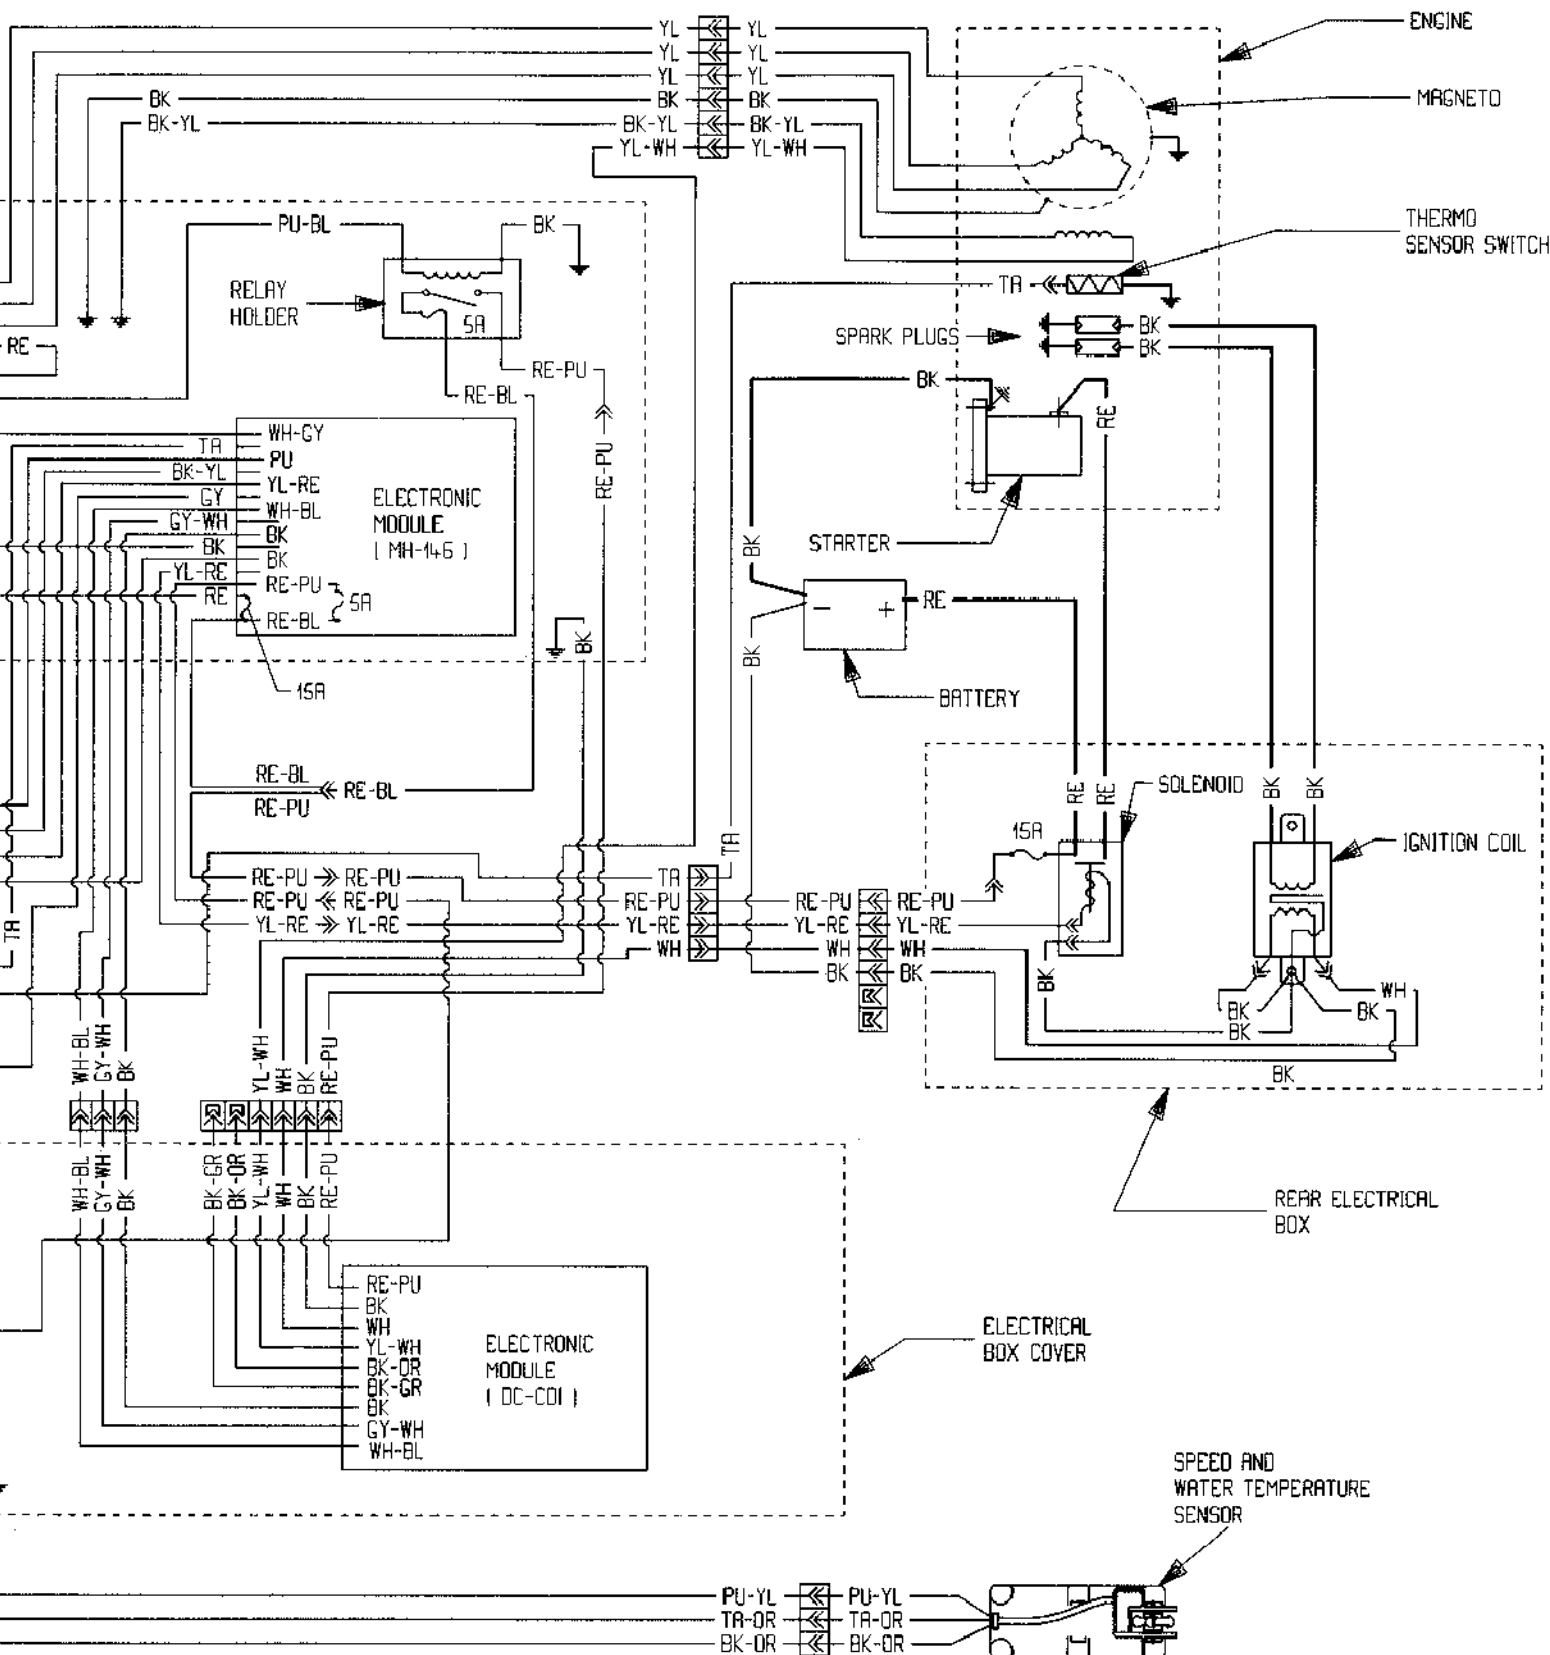 YL YL
YL YL
YL YL
BK BK BK
BK-YL BK-YL BK-YL
YL-WH YL-WH
ENGINE
MAGNETO
THERMO
SENSOR SWITCH
PU-BL BK
RELAY
HOLDER
5A
RE
RE-PU
RE-BL
RE-PU
TA
SPARK PLUGS
BK
BK
BK
RE
STARTER
WH-GY
TA
PU
BK-YL
YL-RE
GY
WH-BL
GY-WH
BK
BK
BK
YL-RE
RE-PU
RE
RE-BL
5A
15A
ELECTRONIC
MODULE
( MH-146 )
BK
BK
BK
- +
RE
BATTERY
RE-BL
RE-PU
RE-BL
TA
TA
RE-PU RE-PU TA
RE-PU RE-PU RE-PU RE-PU RE-PU
YL-RE YL-RE YL-RE YL-RE YL-RE
WH WH WH
BK BK
15A
RE RE
SOLENOID
BK BK
IGNITION COIL
BK
WH
BK BK
BK
BK
REAR ELECTRICAL
BOX
WH-BL GY-WH BK YL-WH WH BK RE-PU
WH-BL GY-WH BK BK-GR BK-OR YL-WH WH BK RE-PU
RE-PU
BK
WH
YL-WH
BK-OR
BK-GR
BK
GY-WH
WH-BL
ELECTRONIC
MODULE
( DC-CDI )
ELECTRICAL
BOX COVER
SPEED AND
WATER TEMPERATURE
SENSOR
PU-YL PU-YL
TA-OR TA-OR
BK-OR BK-OR